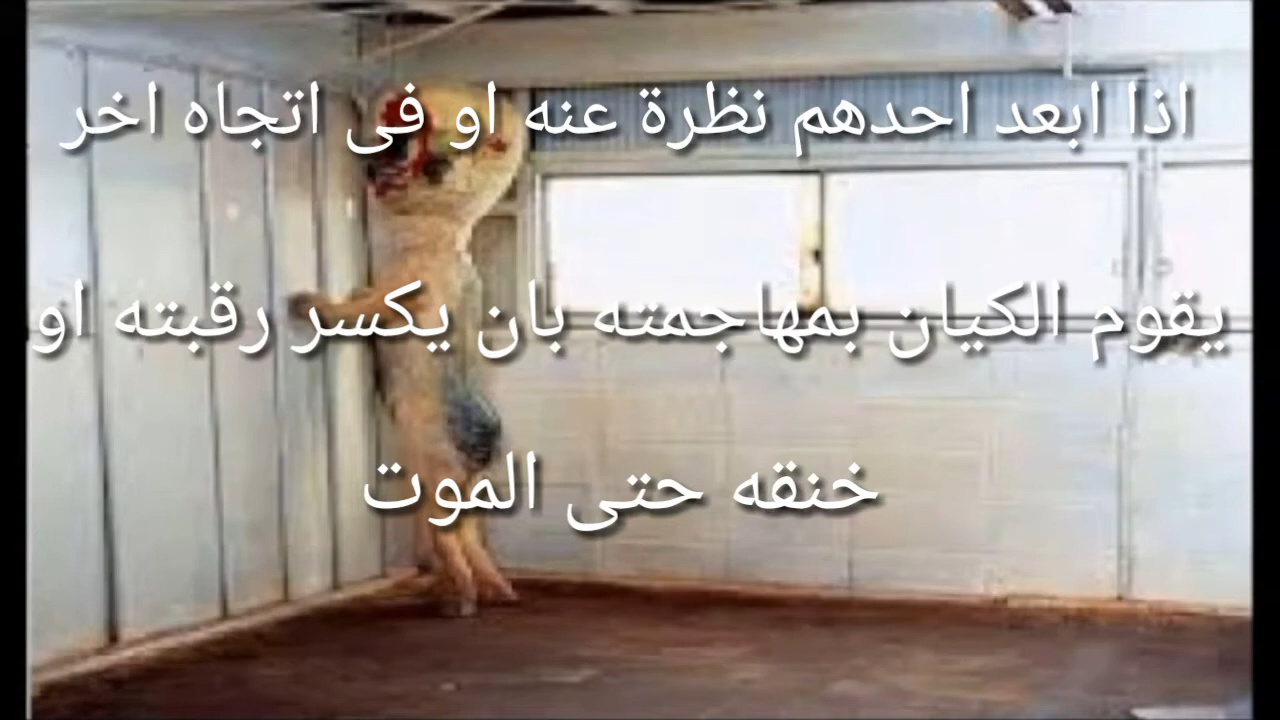 اذا ابعد احدهم نظرة عنه او فى اتجاه اخر
يقوم الكيان بمهاجمته بان يكسر رقبته او
خنقه حتى الموت